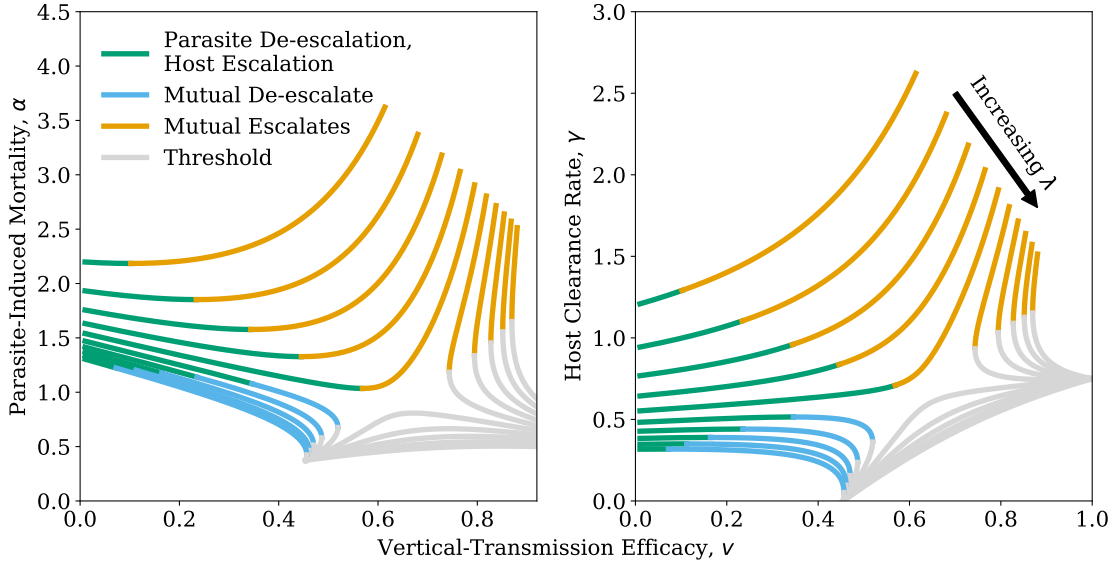 4.5
4.0
3.5
3.0
2.5
2.0
1.5
1.0
0.5
0.0
Parasite-Induced Mortality, α
Parasite De-escalation,
Host Escalation
Mutual De-escalate
Mutual Escalates
Threshold
0.0 0.2 0.4 0.6 0.8
3.0
2.5
2.0
1.5
1.0
0.5
0.0
Host Clearance Rate, γ
Increasing λ
0.0 0.2 0.4 0.6 0.8 1.0
Vertical-Transmission Efficacy, v